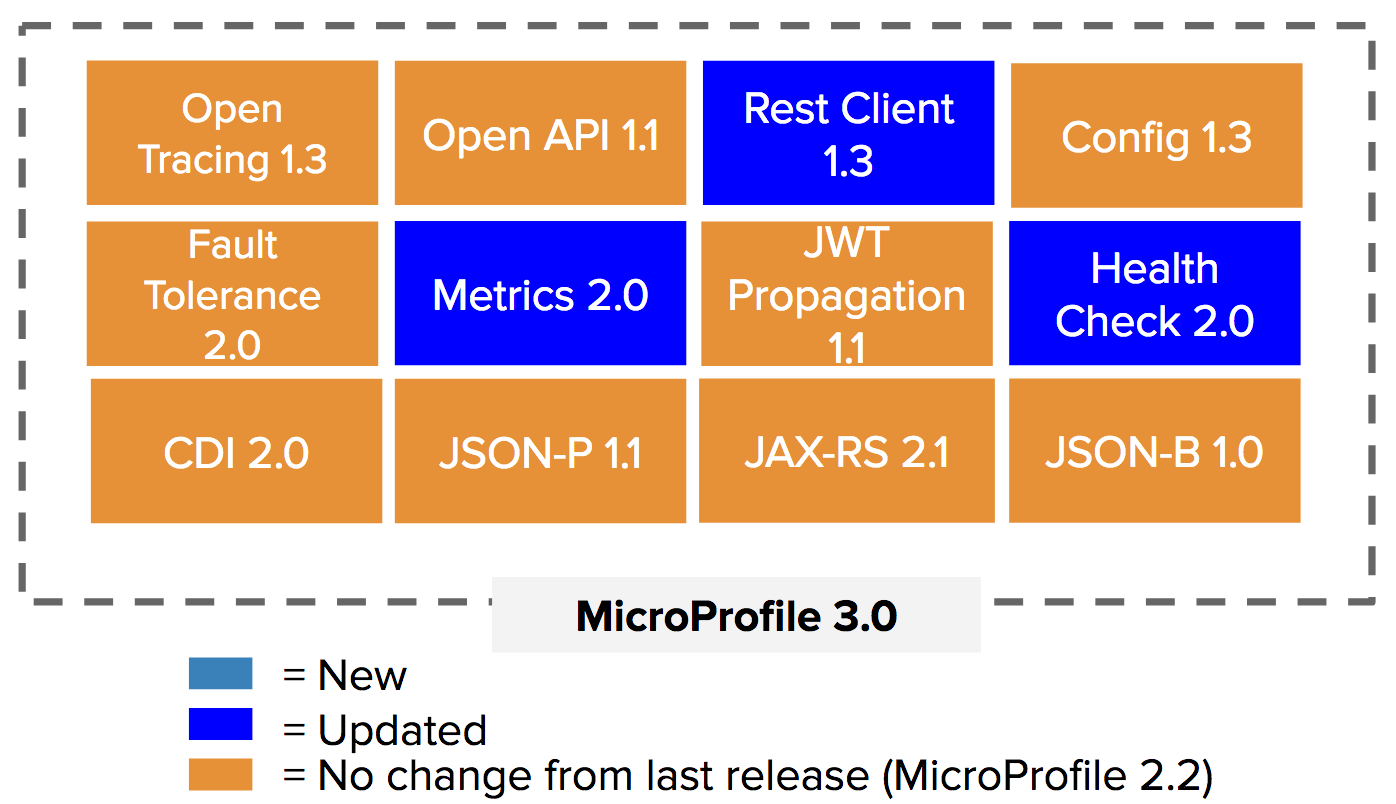 Open
Tracing 1.3
Open API 1.1
Rest Client
1.3
Config 1.3
Fault
Tolerance
2.0
Metrics 2.0
JWT
Propagation
1.1
Health
Check 2.0
CDI 2.0
JSON-P 1.1
JAX-RS 2.1
JSON-B 1.0
MicroProfile 3.0
= New
= Updated
= No change from last release (MicroProfile 2.2)